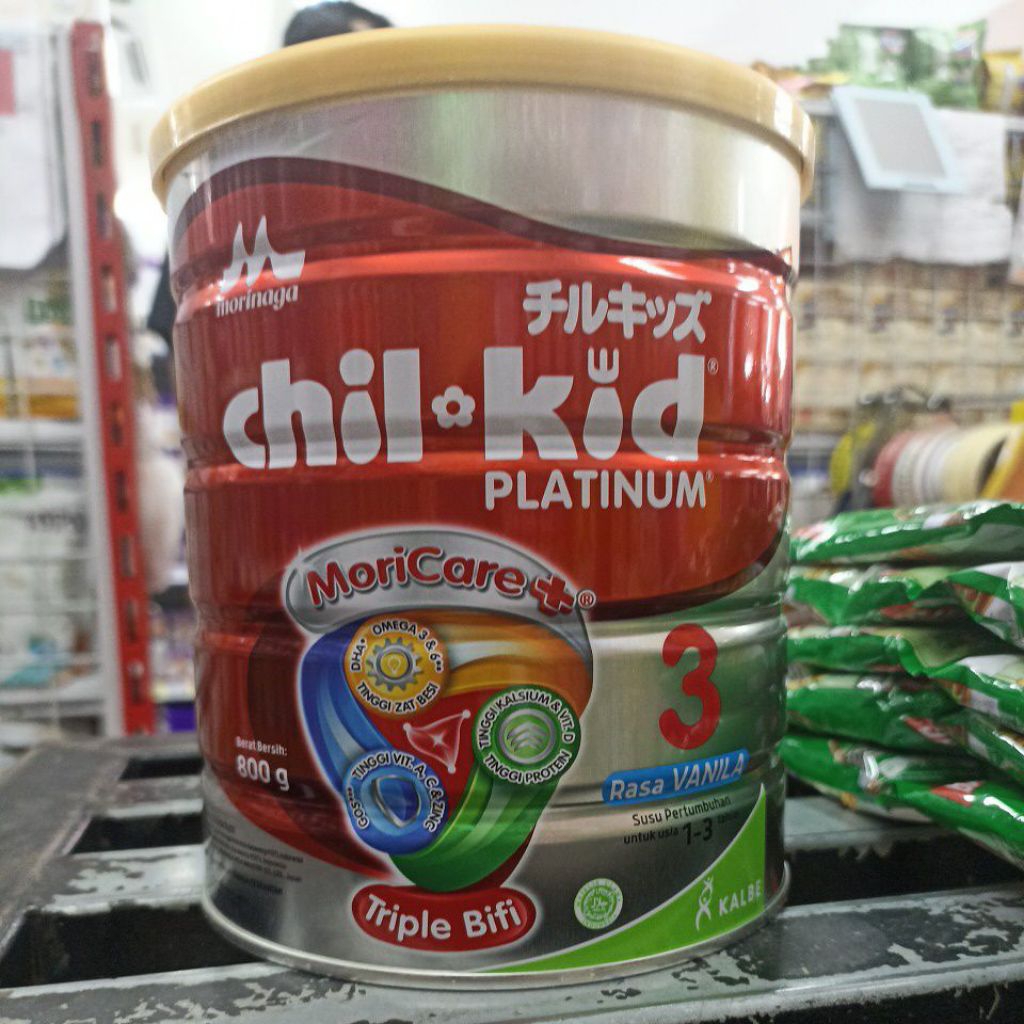 morinaga
チルキッズ
chil kid®
PLATINUM®
MoriCare+®
DHA• OMEGA 3 & 6
TINGGI ZAT BESI
TINGGI KALSIUM & VIT. D
TINGGI PROTEIN
TINGGI VIT. A, C & ZINC
GOS
3
Rasa VANILA
Susu Pertumbuhan
untuk usia 1-3 tahun
Berat Bersih:
800 g
Triple Bifi
KALBE